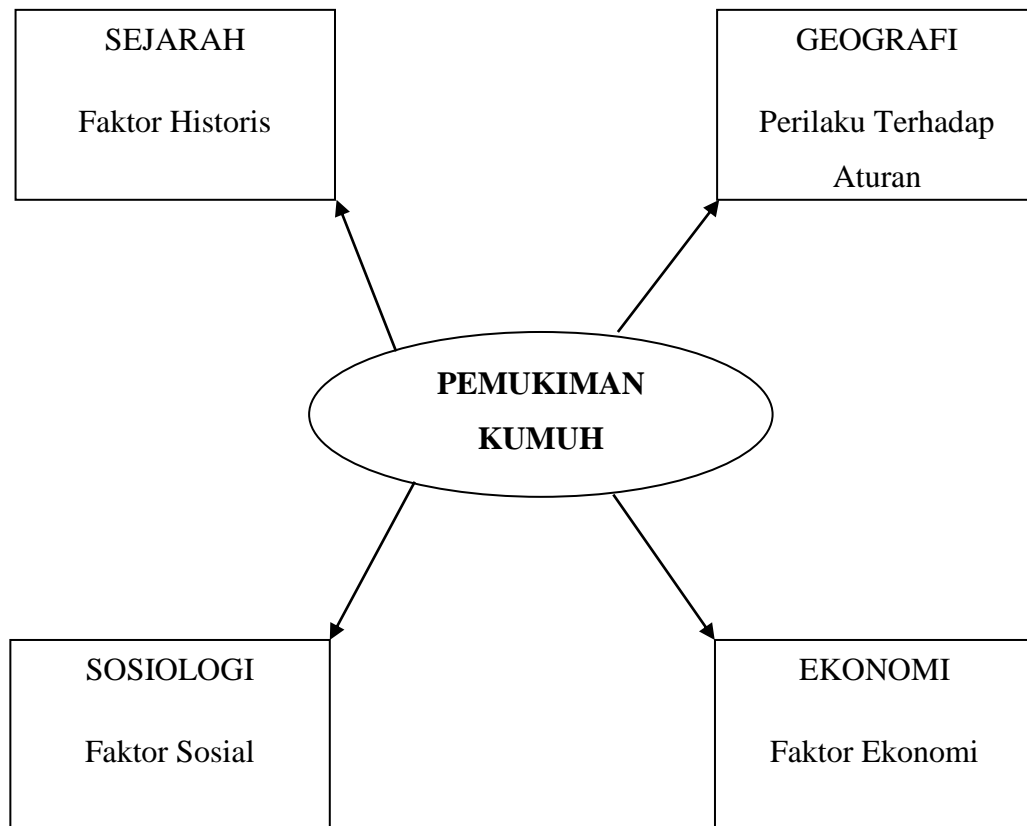 SEJARAH
Faktor Historis
GEOGRAFI
Perilaku Terhadap
Aturan
PEMUKIMAN
KUMUH
SOSIOLOGI
Faktor Sosial
EKONOMI
Faktor Ekonomi